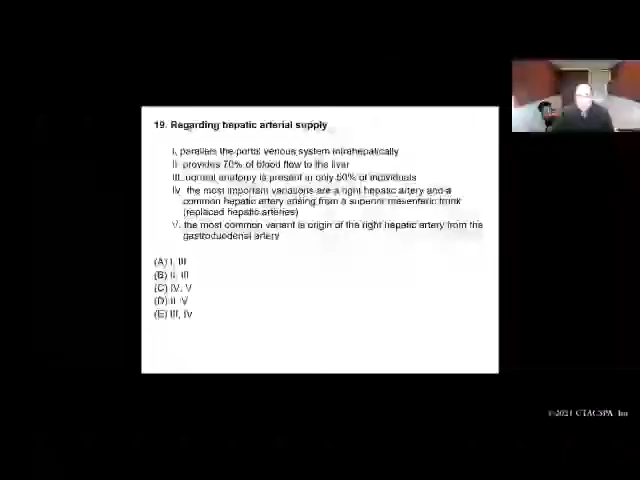 19. Regarding hepatic arterial supply
I. parallels the portal venous system intrahepatically
II. provides 70% of blood flow to the liver
III. normal anatomy is present in only 50% of individuals
IV. the most important variations are a right hepatic artery and a
common hepatic artery arising from a superior mesenteric trunk
(replaced hepatic arteries)
V. the most common variant is origin of the right hepatic artery from the
gastroduodenal artery
(A) I, III
(B) II, III
(C) IV, V
(D) II, V
(E) III, IV
©2021 CTACSPA, Inc